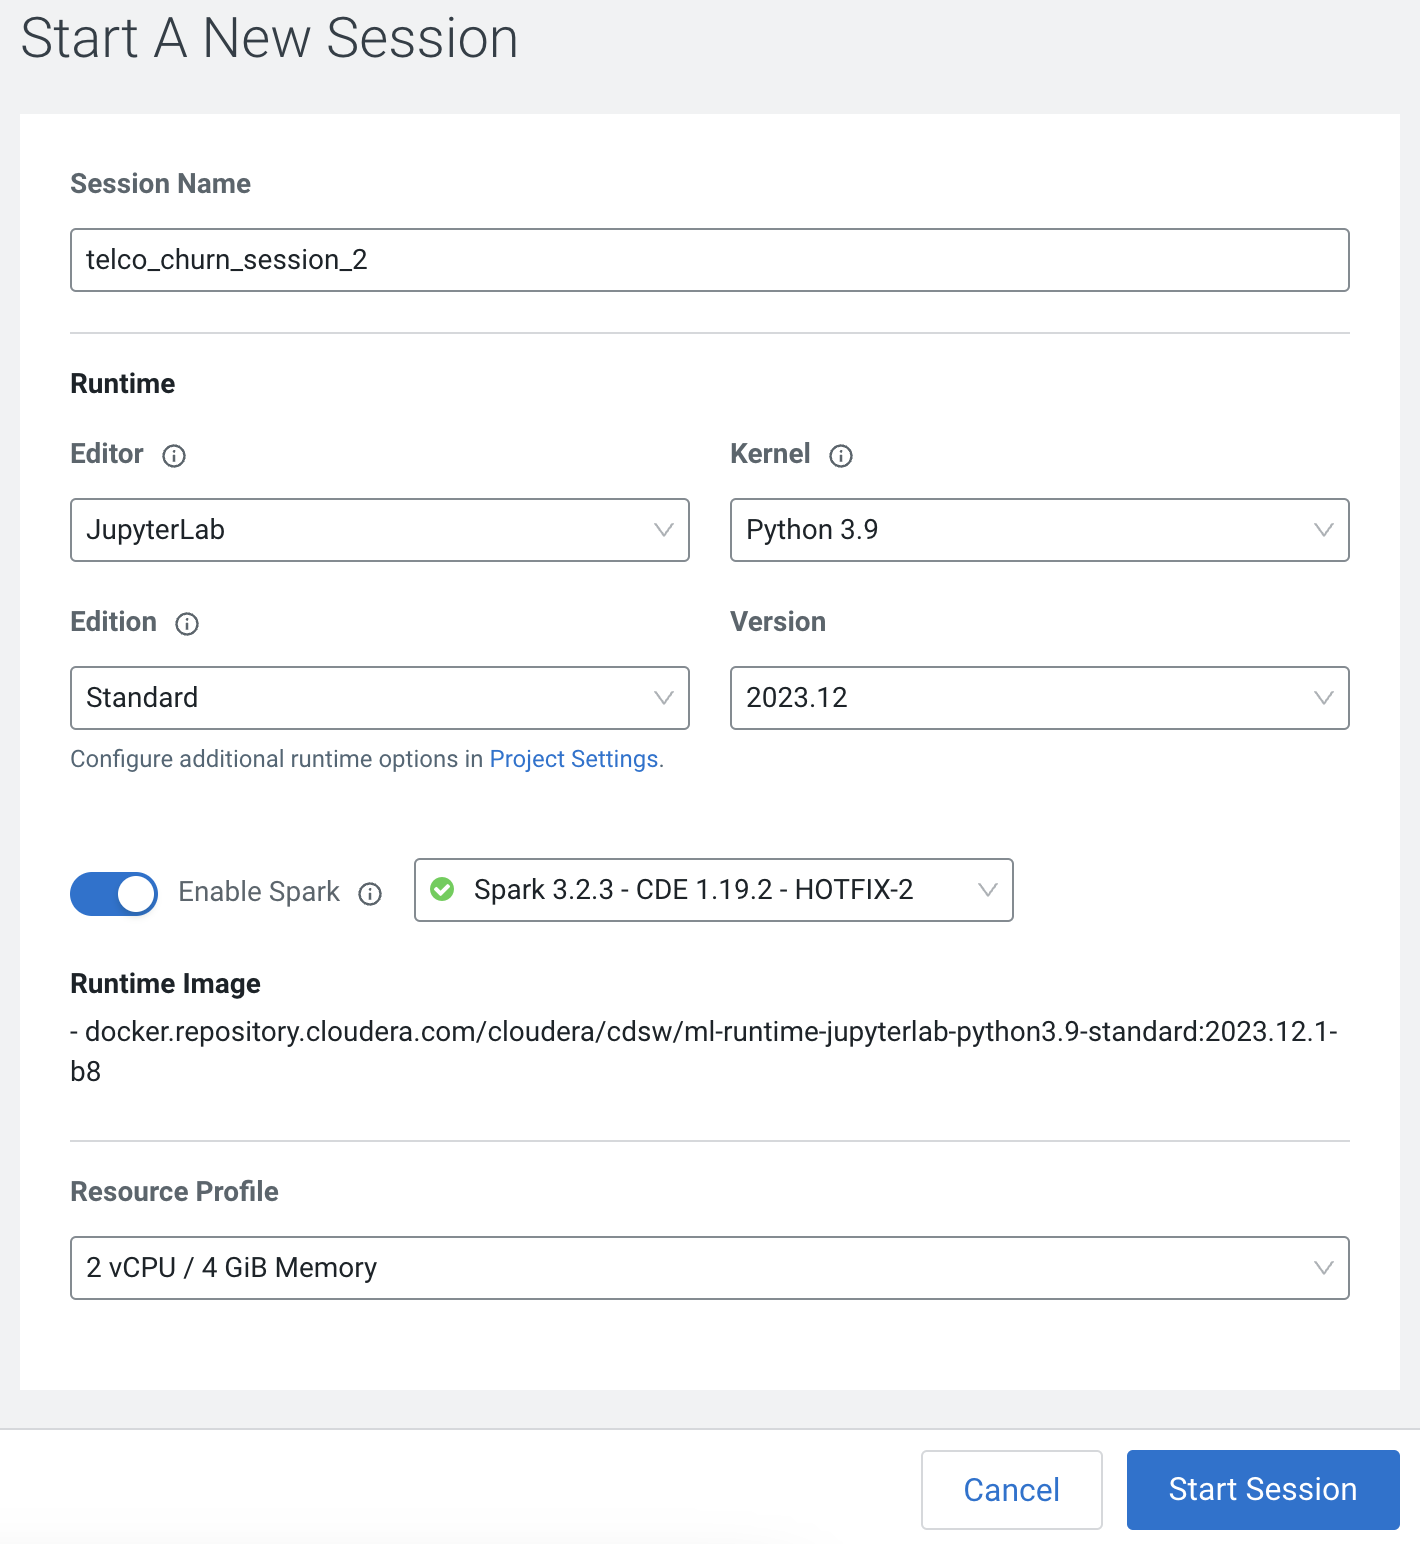 Start A New Session
Session Name
telco_churn_session_2
Runtime
Editor
Kernel
JupyterLab
Python 3.9
Edition
Version
Standard
2023.12
Configure additional runtime options in Project Settings.
Enable Spark
Spark 3.2.3 - CDE 1.19.2 - HOTFIX-2
Runtime Image
- docker.repository.cloudera.com/cloudera/cdsw/ml-runtime-jupyterlab-python3.9-standard:2023.12.1-
b8
Resource Profile
2 vCPU / 4 GiB Memory
Cancel
Start Session